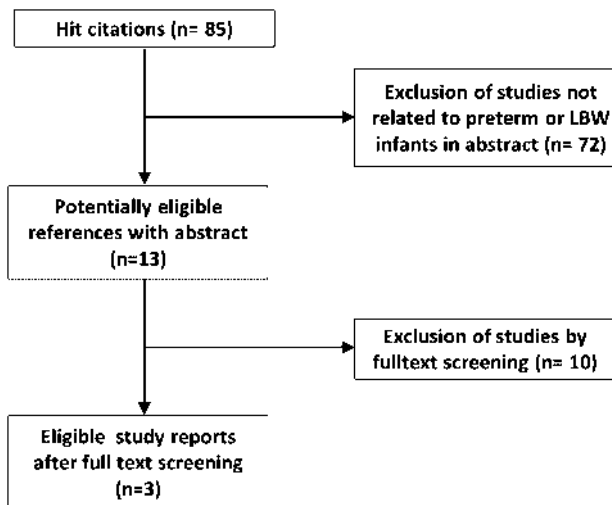 Hit citations (n= 85)
Exclusion of studies not
related to preterm or LBW
infants in abstract (n= 72)
Potentially eligible
references with abstract
(n=13)
Exclusion of studies by
fulltext screening (n= 10)
Eligible study reports
after full text screening
(n=3)